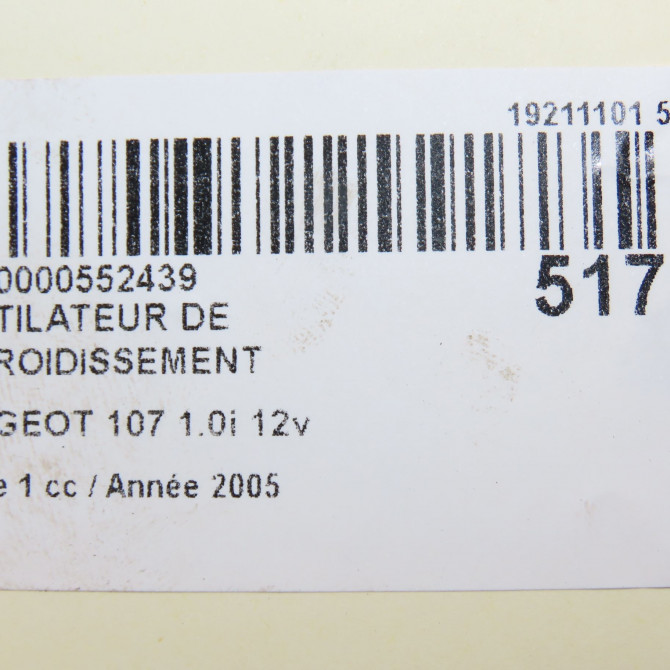 19211101 5
0000552439
517
TILATEUR DE
ROIDISSEMENT
GEOT 107 1.0i 12v
e 1 cc / Année 2005